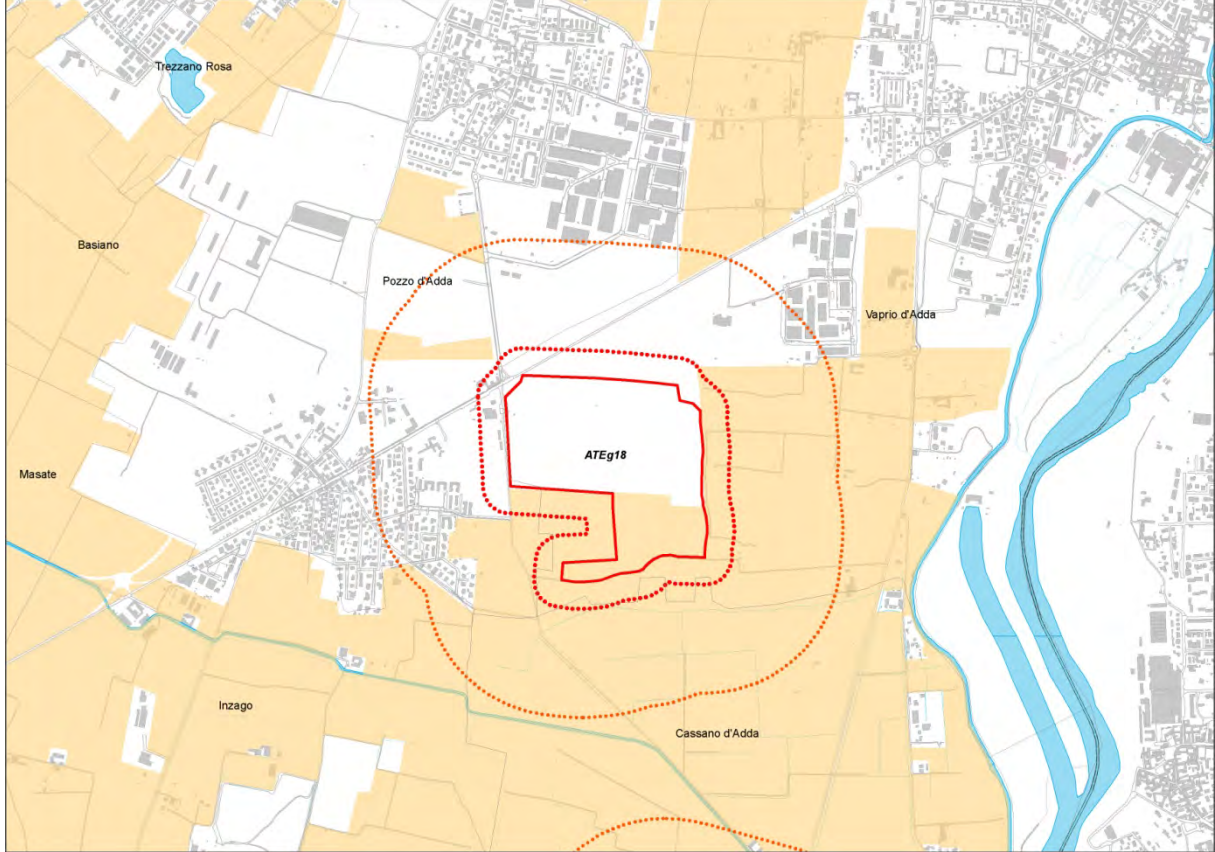 Trezzano Rosa
Basiano
Pozzo d'Adda
Vaprio d'Adda
ATEg18
Masate
Inzago
Cassano d'Adda